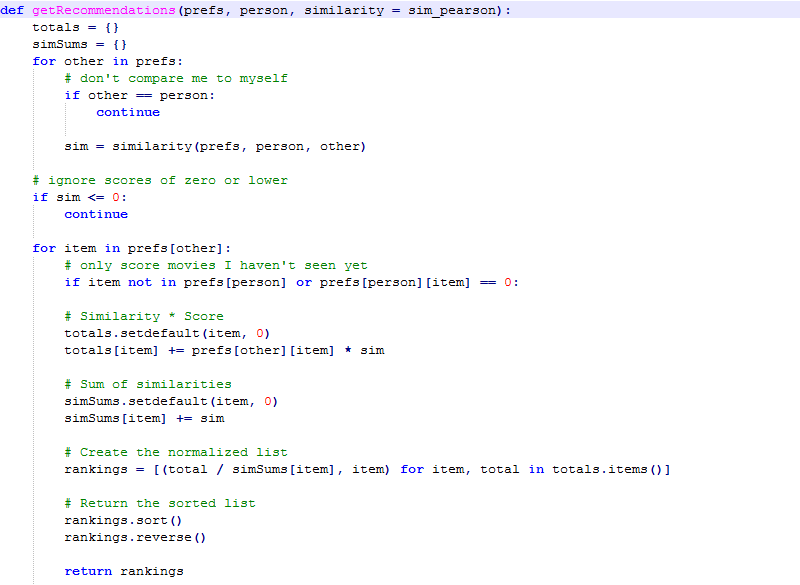 def getRecommendations(prefs, person, similarity = sim_pearson):
    totals = {}
    simSums = {}
    for other in prefs:
        # don't compare me to myself
        if other == person:
            continue

        sim = similarity(prefs, person, other)

    # ignore scores of zero or lower
    if sim <= 0:
        continue

    for item in prefs[other]:
        # only score movies I haven't seen yet
        if item not in prefs[person] or prefs[person][item] == 0:

        # Similarity * Score
        totals.setdefault(item, 0)
        totals[item] += prefs[other][item] * sim

        # Sum of similarities
        simSums.setdefault(item, 0)
        simSums[item] += sim

        # Create the normalized list
        rankings = [(total / simSums[item], item) for item, total in totals.items()]

        # Return the sorted list
        rankings.sort()
        rankings.reverse()

        return rankings